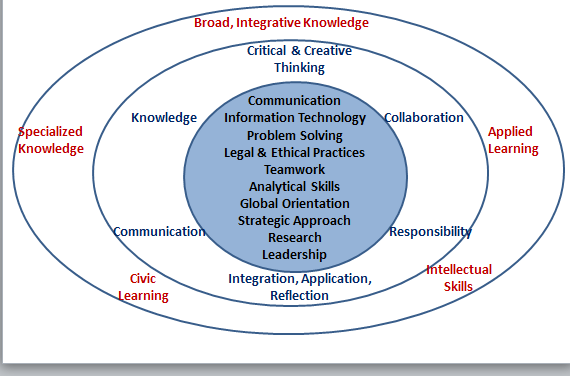 Broad, Integrative Knowledge
Critical & Creative
Thinking
Communication
Information Technology
Problem Solving
Legal & Ethical Practices
Teamwork
Analytical Skills
Global Orientation
Strategic Approach
Research
Leadership
Knowledge
Collaboration
Specialized
Knowledge
Applied
Learning
Communication
Responsibility
Civic
Learning
Integration, Application,
Reflection
Intellectual
Skills